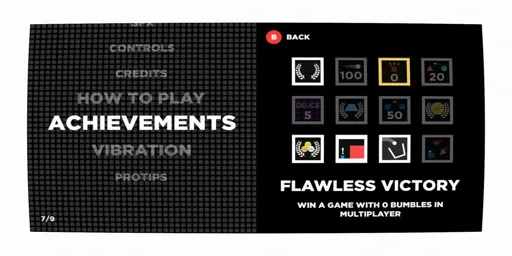 SFX
CONTROLS
CREDITS
HOW TO PLAY
ACHIEVEMENTS
VIBRATION
PROTIPS
7/9
B BACK
100
0
20
DEUCE
5
50
FLAWLESS VICTORY
WIN A GAME WITH 0 BUMBLES IN
MULTIPLAYER